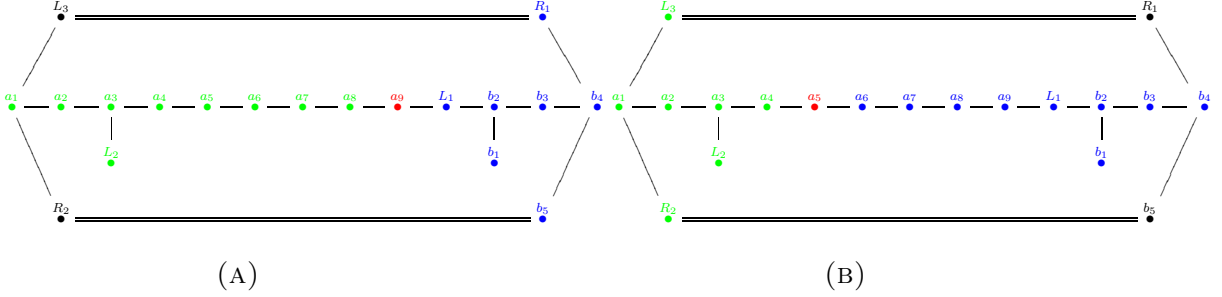 L₃ R₁ L₃ R₁
a₁ a₂ a₃ a₄ a₅ a₆ a₇ a₈ a₉ L₁ b₂ b₃ b₄ a₁ a₂ a₃ a₄ a₅ a₆ a₇ a₈ a₉ L₁ b₂ b₃ b₄
L₂ b₁ L₂ b₁
R₂ b₅ R₂ b₅
(A) (B)